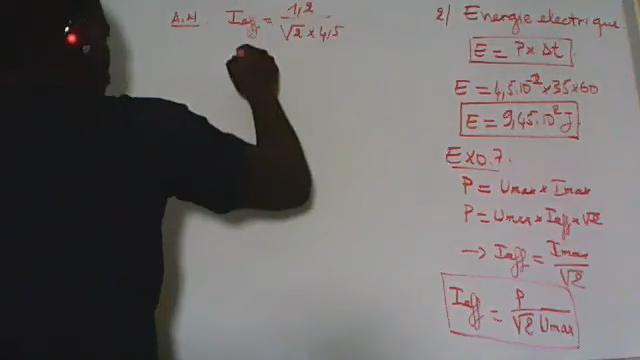 A.N. Ieff = 1,2 / √2 × 4,5
2/ Energie electrique
E = P × Δt
E = 4,5.10⁻² × 35 × 60
E = 9,45.10² J
EXO.7.
P = Umax × Imax
P = Umax × Ieff × √2
→ Ieff = Imax / √2
Ieff = P / √2 Umax